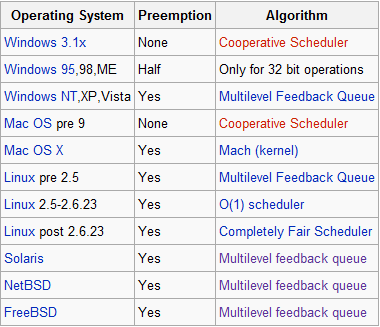 Operating System Preemption Algorithm
Windows 3.1x None Cooperative Scheduler
Windows 95,98,ME Half Only for 32 bit operations
Windows NT,XP,Vista Yes Multilevel Feedback Queue
Mac OS pre 9 None Cooperative Scheduler
Mac OS X Yes Mach (kernel)
Linux pre 2.5 Yes Multilevel Feedback Queue
Linux 2.5-2.6.23 Yes O(1) scheduler
Linux post 2.6.23 Yes Completely Fair Scheduler
Solaris Yes Multilevel feedback queue
NetBSD Yes Multilevel feedback queue
FreeBSD Yes Multilevel feedback queue